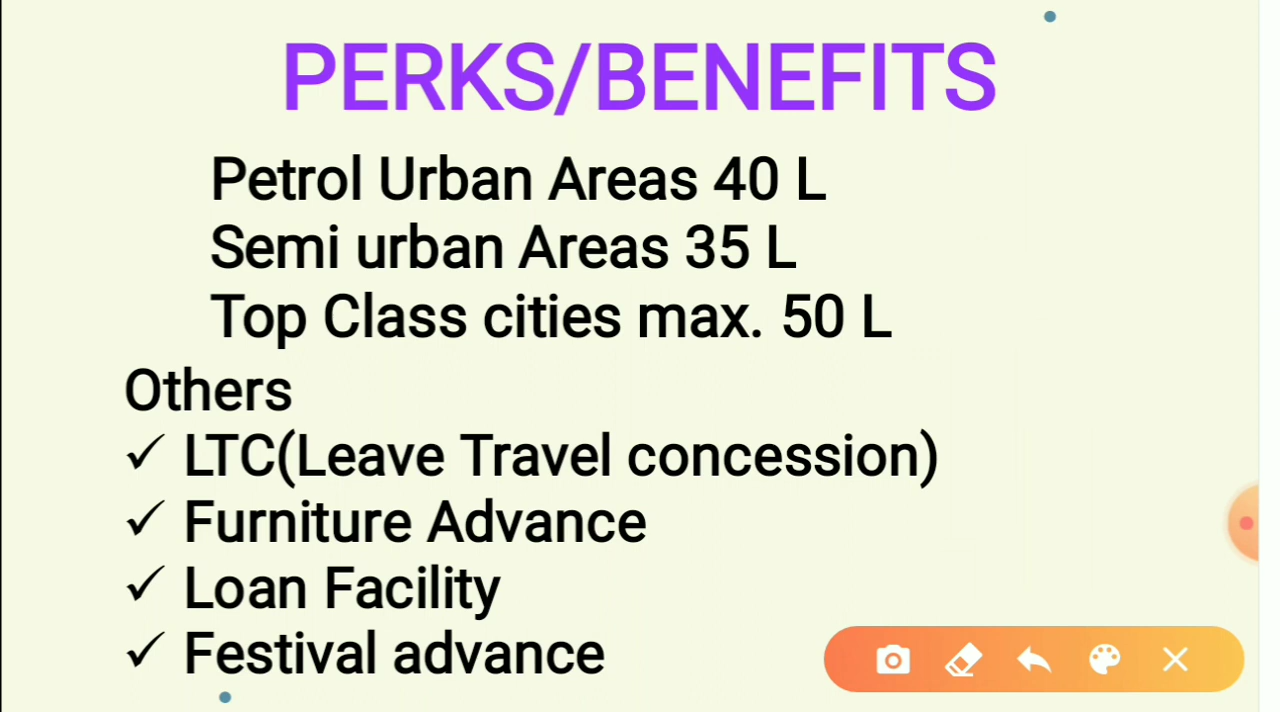 PERKS/BENEFITS
Petrol Urban Areas 40 L
Semi urban Areas 35 L
Top Class cities max. 50 L
Others
✓ LTC(Leave Travel concession)
✓ Furniture Advance
✓ Loan Facility
✓ Festival advance